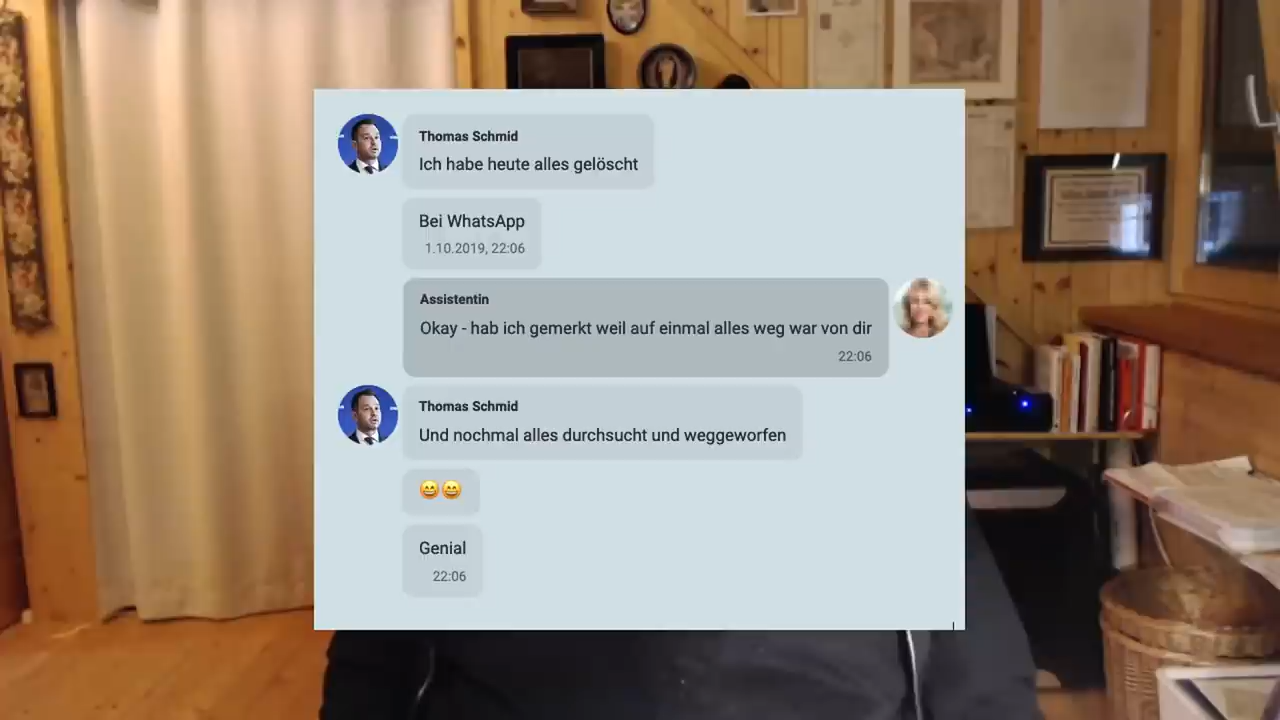 Thomas Schmid
Ich habe heute alles gelöscht
Bei WhatsApp
1.10.2019, 22:06
Assistentin
Okay - hab ich gemerkt weil auf einmal alles weg war von dir
22:06
Thomas Schmid
Und nochmal alles durchsucht und weggeworfen
😄😄
Genial
22:06